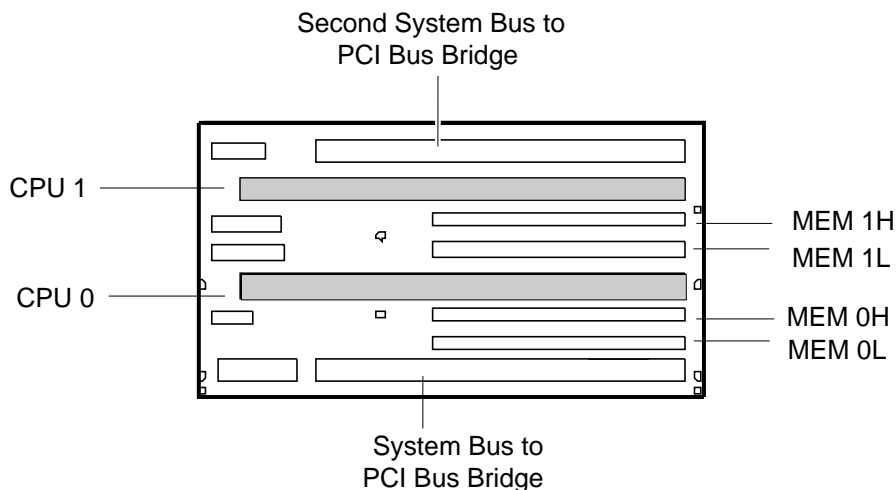 Second System Bus to
PCI Bus Bridge
CPU 1
MEM 1H
MEM 1L
CPU 0
MEM 0H
MEM 0L
System Bus to
PCI Bus Bridge